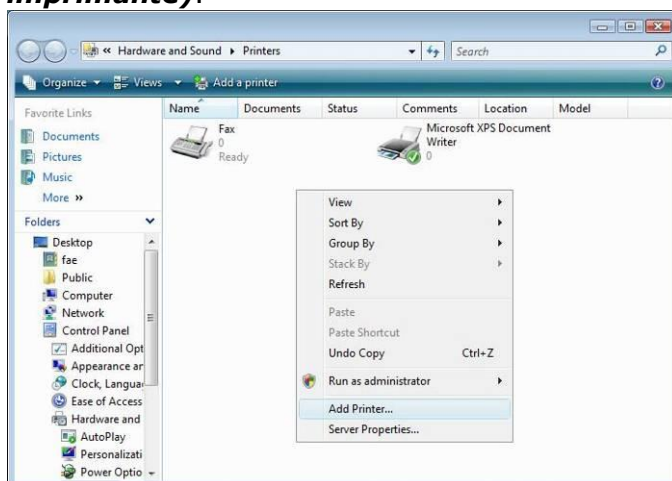 imprimante).
« Hardware and Sound ▸ Printers
Search
Organize
Views
Add a printer
Favorite Links
Documents
Pictures
Music
More »
Folders
Desktop
fae
Public
Computer
Network
Control Panel
Additional Opt
Appearance an
Clock, Languag
Ease of Access
Hardware and
AutoPlay
Personalizati
Power Optio
Name Documents Status Comments Location Model
Fax
0
Ready
Microsoft XPS Document
Writer
0
View
Sort By
Group By
Stack By
Refresh
Paste
Paste Shortcut
Undo Copy Ctrl+Z
Run as administrator
Add Printer...
Server Properties...